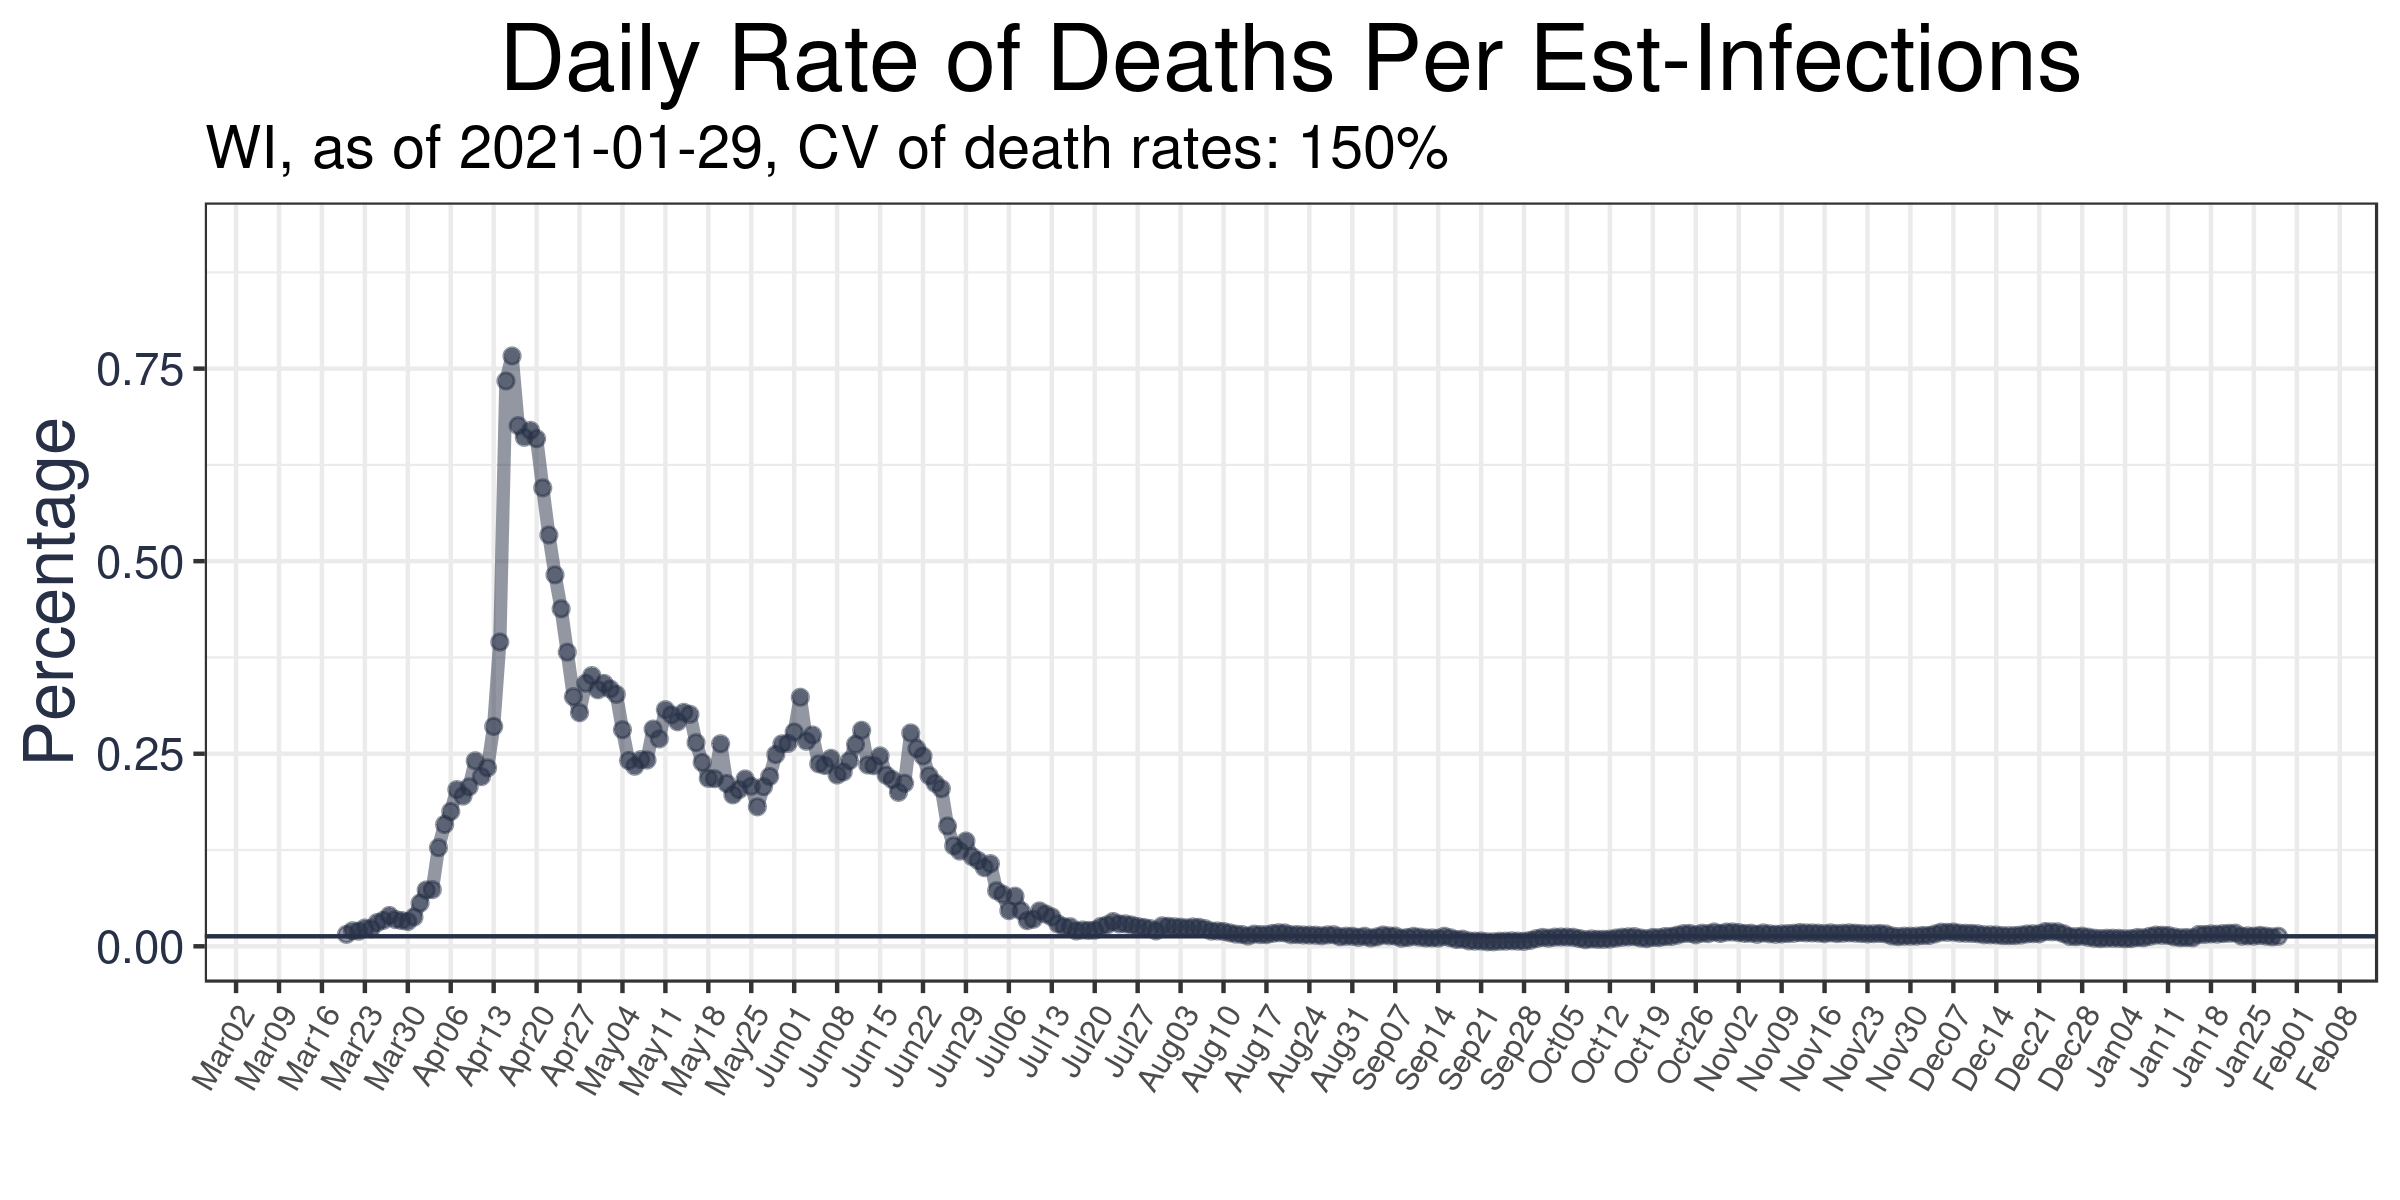 Daily Rate of Deaths Per Est-Infections
WI, as of 2021-01-29, CV of death rates: 150%
Percentage
0.75
0.50
0.25
0.00
Mar02 Mar09 Mar16 Mar23 Mar30 Apr06 Apr13 Apr20 Apr27 May04 May11 May18 May25 Jun01 Jun08 Jun15 Jun22 Jun29 Jul06 Jul13 Jul20 Jul27 Aug03 Aug10 Aug17 Aug24 Aug31 Sep07 Sep14 Sep21 Sep28 Oct05 Oct12 Oct19 Oct26 Nov02 Nov09 Nov16 Nov23 Nov30 Dec07 Dec14 Dec21 Dec28 Jan04 Jan11 Jan18 Jan25 Feb01 Feb08